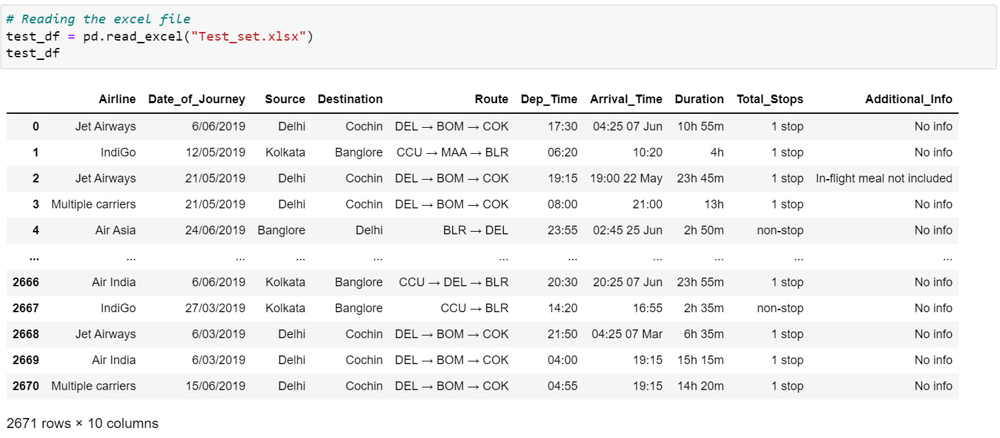 # Reading the excel file
test_df = pd.read_excel("Test_set.xlsx")
test_df
Airline Date_of_Journey Source Destination Route Dep_Time Arrival_Time Duration Total_Stops Additional_Info
0 Jet Airways 6/06/2019 Delhi Cochin DEL → BOM → COK 17:30 04:25 07 Jun 10h 55m 1 stop No info
1 IndiGo 12/05/2019 Kolkata Banglore CCU → MAA → BLR 06:20 10:20 4h 1 stop No info
2 Jet Airways 21/05/2019 Delhi Cochin DEL → BOM → COK 19:15 19:00 22 May 23h 45m 1 stop In-flight meal not included
3 Multiple carriers 21/05/2019 Delhi Cochin DEL → BOM → COK 08:00 21:00 13h 1 stop No info
4 Air Asia 24/06/2019 Banglore Delhi BLR → DEL 23:55 02:45 25 Jun 2h 50m non-stop No info
... ... ... ... ... ... ... ... ... ... ...
2666 Air India 6/06/2019 Kolkata Banglore CCU → DEL → BLR 20:30 20:25 07 Jun 23h 55m 1 stop No info
2667 IndiGo 27/03/2019 Kolkata Banglore CCU → BLR 14:20 16:55 2h 35m non-stop No info
2668 Jet Airways 6/03/2019 Delhi Cochin DEL → BOM → COK 21:50 04:25 07 Mar 6h 35m 1 stop No info
2669 Air India 6/03/2019 Delhi Cochin DEL → BOM → COK 04:00 19:15 15h 15m 1 stop No info
2670 Multiple carriers 15/06/2019 Delhi Cochin DEL → BOM → COK 04:55 19:15 14h 20m 1 stop No info
2671 rows × 10 columns